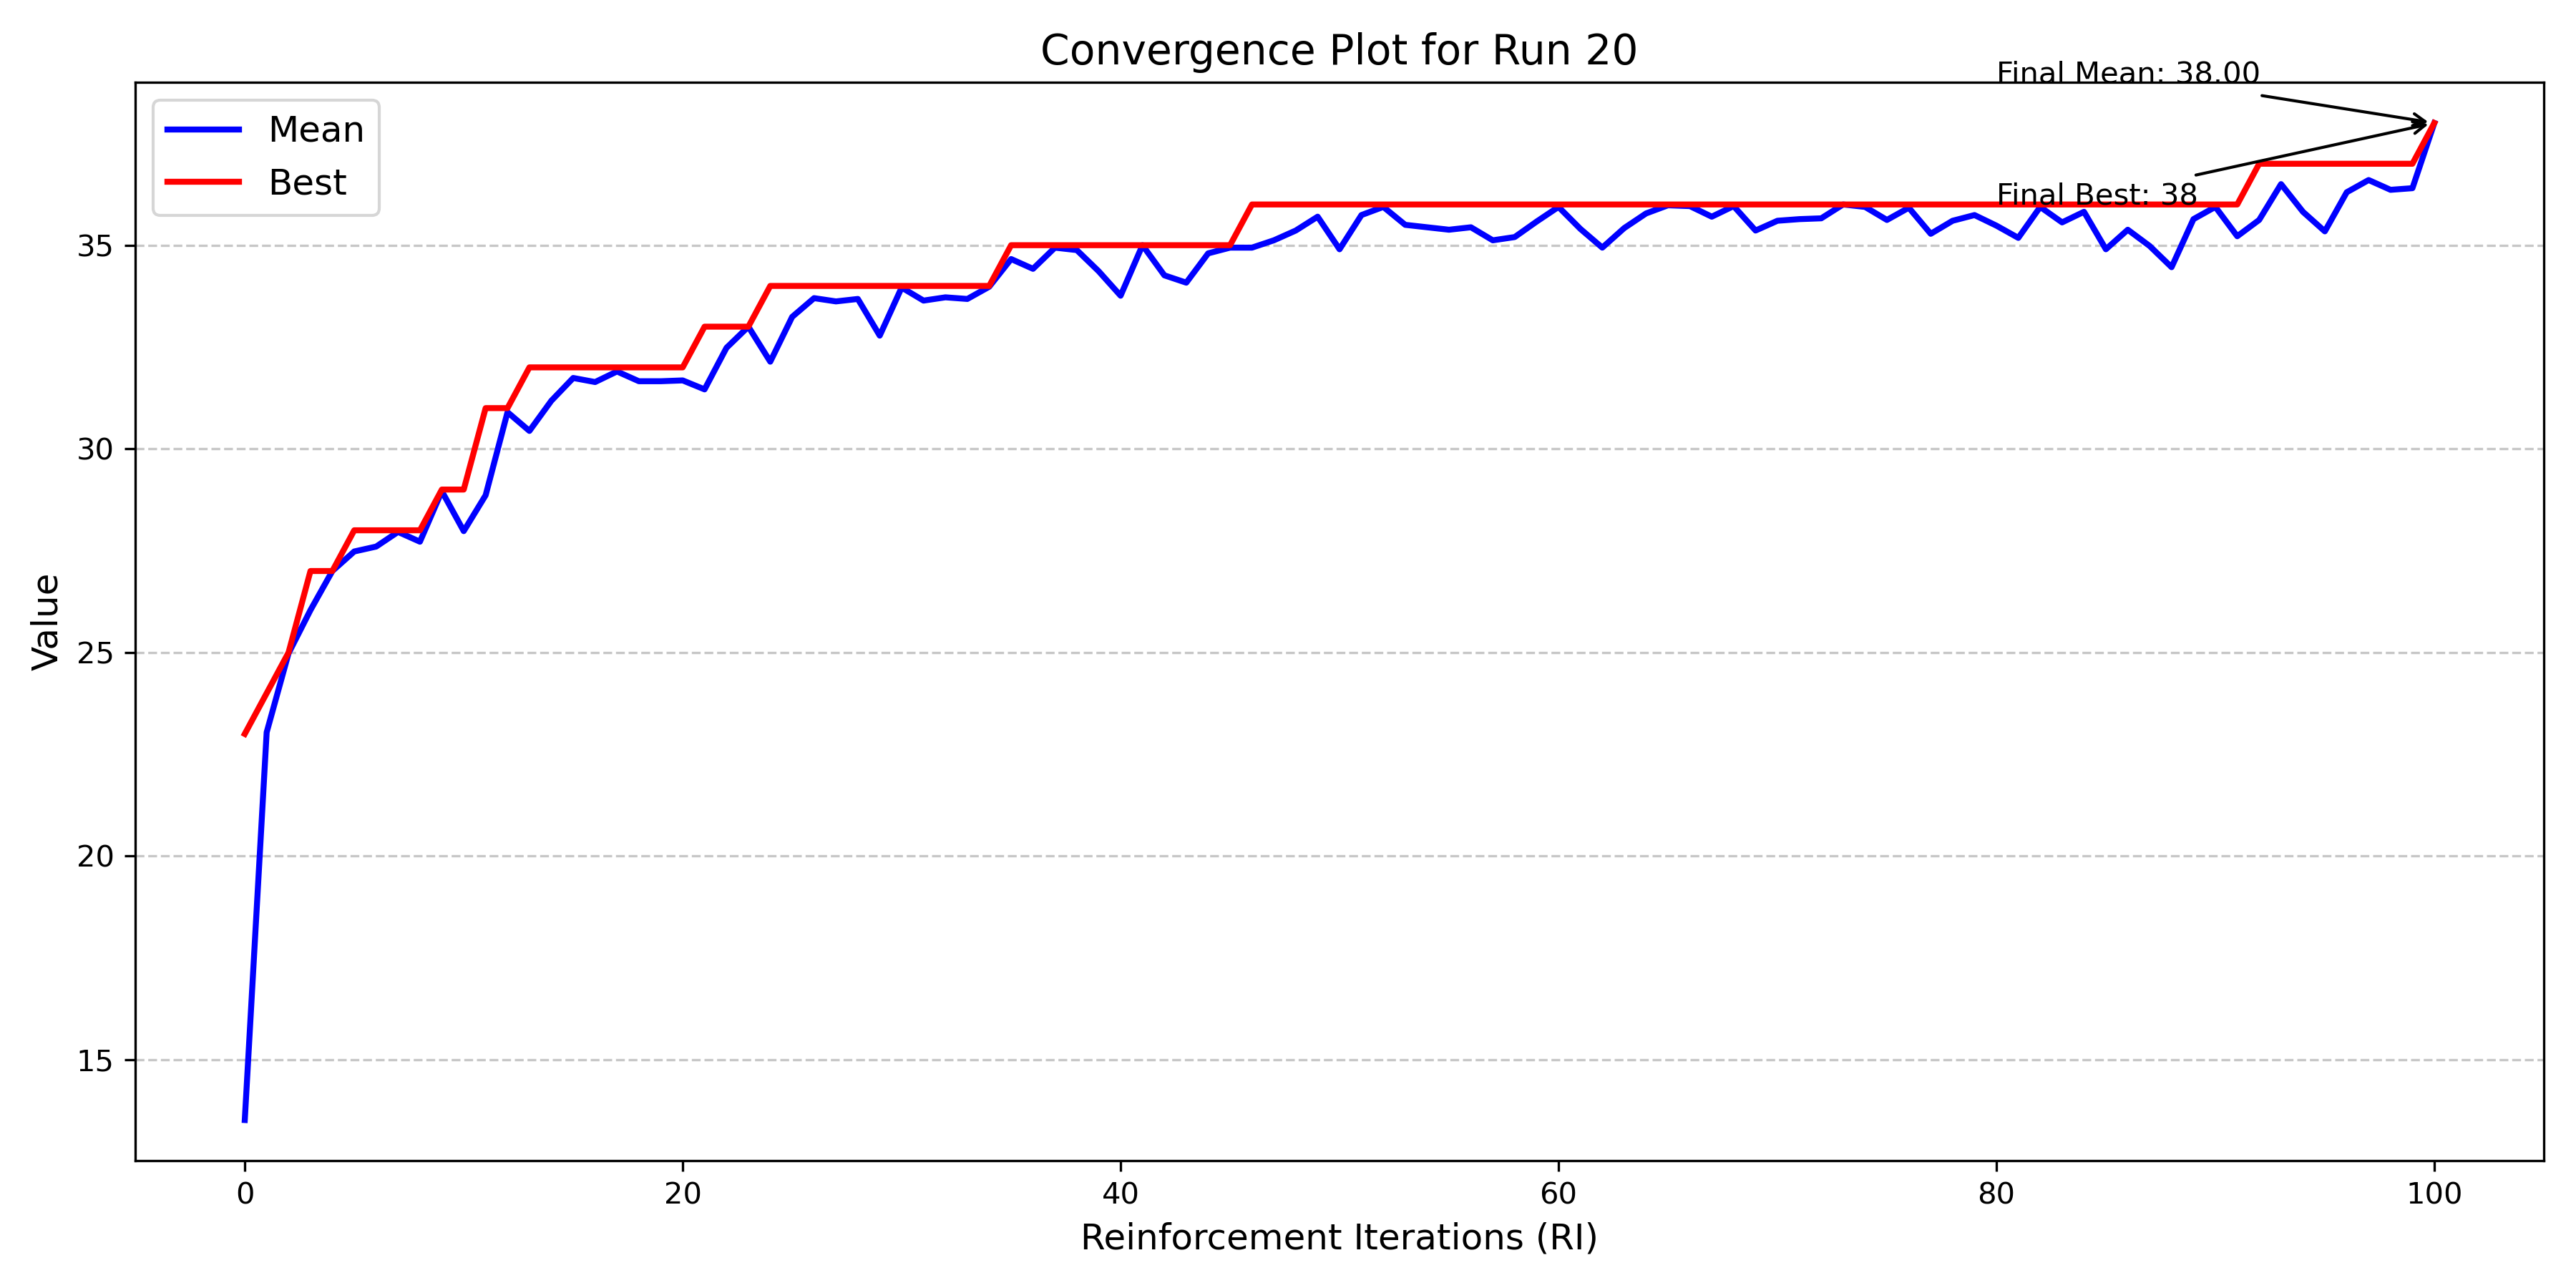 Convergence Plot for Run 20
Final Mean: 38.00
Mean
Best
Final Best: 38
35
30
25
20
15
Value
0
20
40
60
80
100
Reinforcement Iterations (RI)